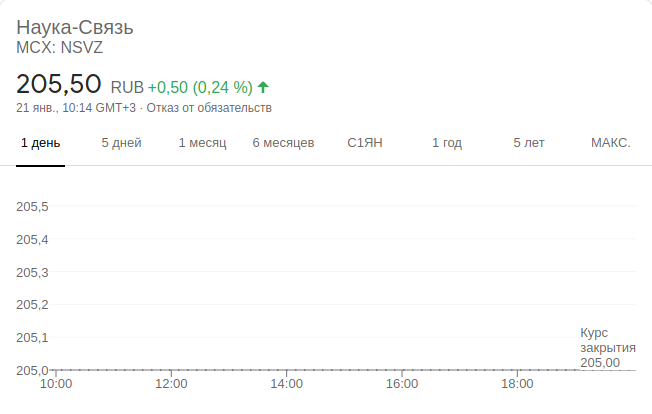 Наука-Связь
MCX: NSVZ
205,50 RUB +0,50 (0,24 %)
21 янв., 10:14 GMT+3 · Отказ от обязательств
1 день 5 дней 1 месяц 6 месяцев С1ЯН 1 год 5 лет МАКС.
205,5
205,4
205,3
205,2
205,1
205,0
Курс
закрытия
205,00
10:00 12:00 14:00 16:00 18:00